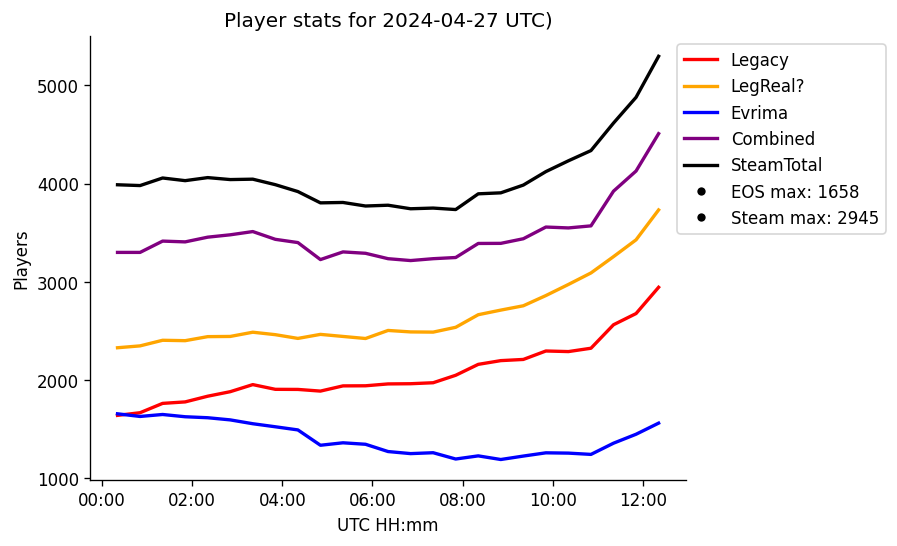 Player stats for 2024-04-27 UTC)
Legacy
LegReal?
Evrima
Combined
SteamTotal
EOS max: 1658
Steam max: 2945
Players
5000
4000
3000
2000
1000
00:00 02:00 04:00 06:00 08:00 10:00 12:00
UTC HH:mm